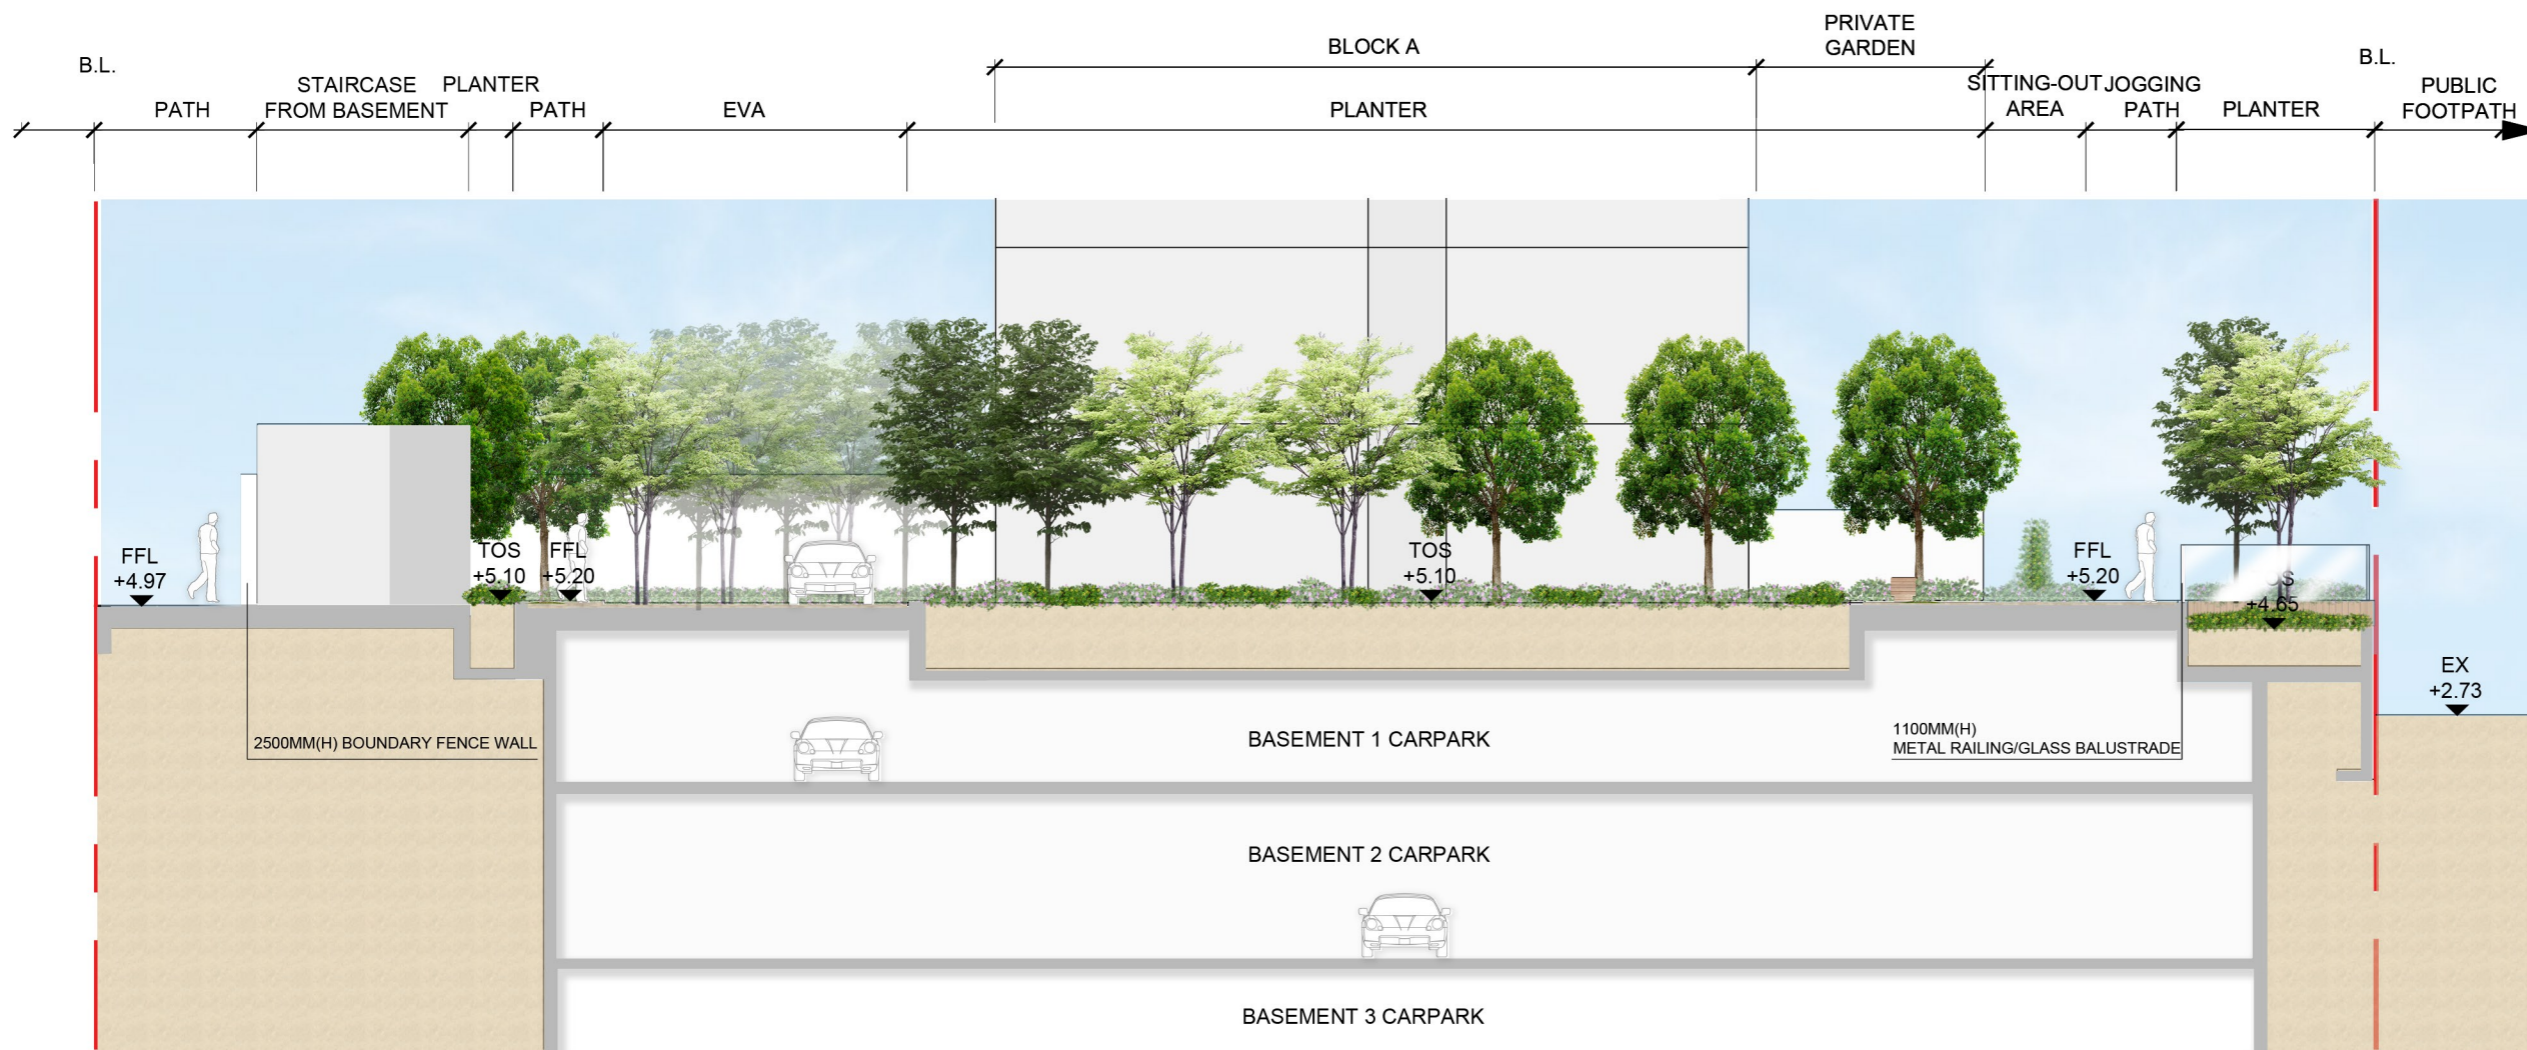 PRIVATE
GARDEN
BLOCK A
B.L.
B.L.
STAIRCASE
FROM BASEMENT
PLANTER
PATH
PATH
EVA
PLANTER
SITTING-OUT
AREA
JOGGING
PATH
PLANTER
PUBLIC
FOOTPATH
FFL
+4.97
TOS
+5.10
FFL
+5.20
TOS
+5.10
FFL
+5.20
TOS
+4.65
EX
+2.73
2500MM(H) BOUNDARY FENCE WALL
1100MM(H)
METAL RAILING/GLASS BALUSTRADE
BASEMENT 1 CARPARK
BASEMENT 2 CARPARK
BASEMENT 3 CARPARK